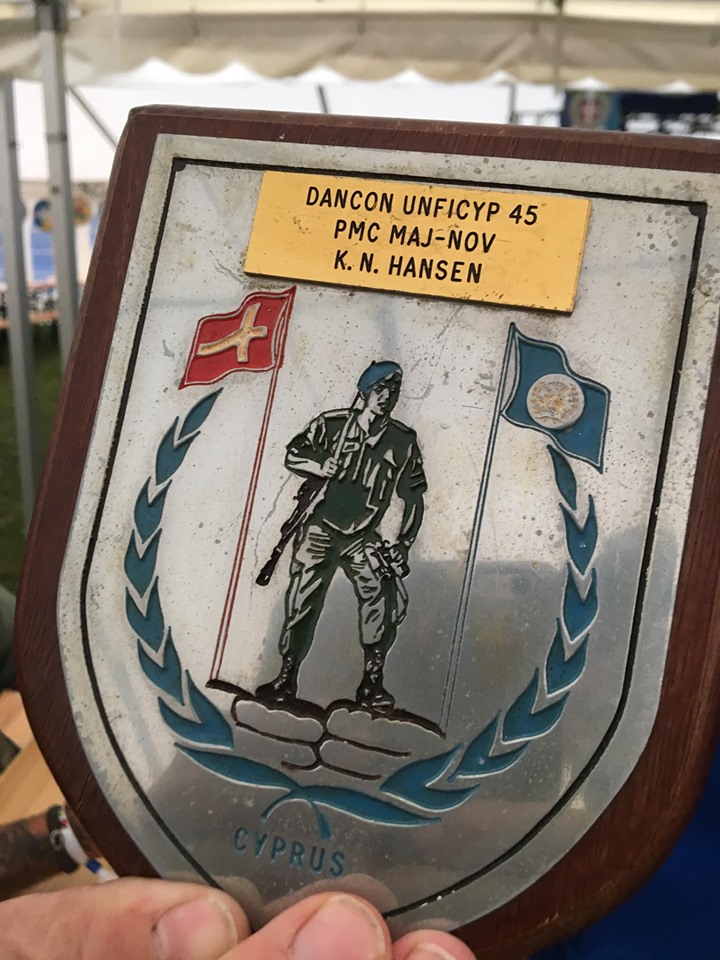 DANCON UNFICYP 45
PMC MAJ-NOV
K. N. HANSEN
CYPRUS